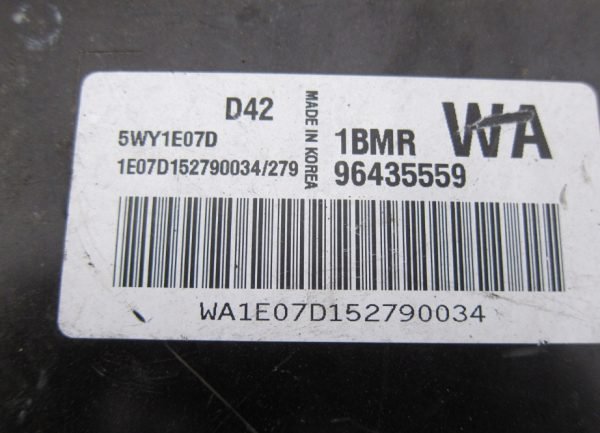 D42
5WY1E07D
1E07D152790034/279
MADE IN KOREA
1BMR
WA
96435559
WA1E07D152790034